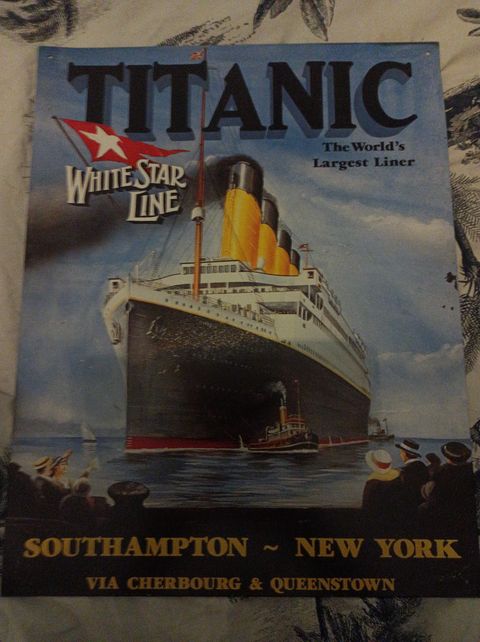 TITANIC
The World's
Largest Liner
WHITE STAR
LINE
SOUTHAMPTON ~ NEW YORK
VIA CHERBOURG & QUEENSTOWN